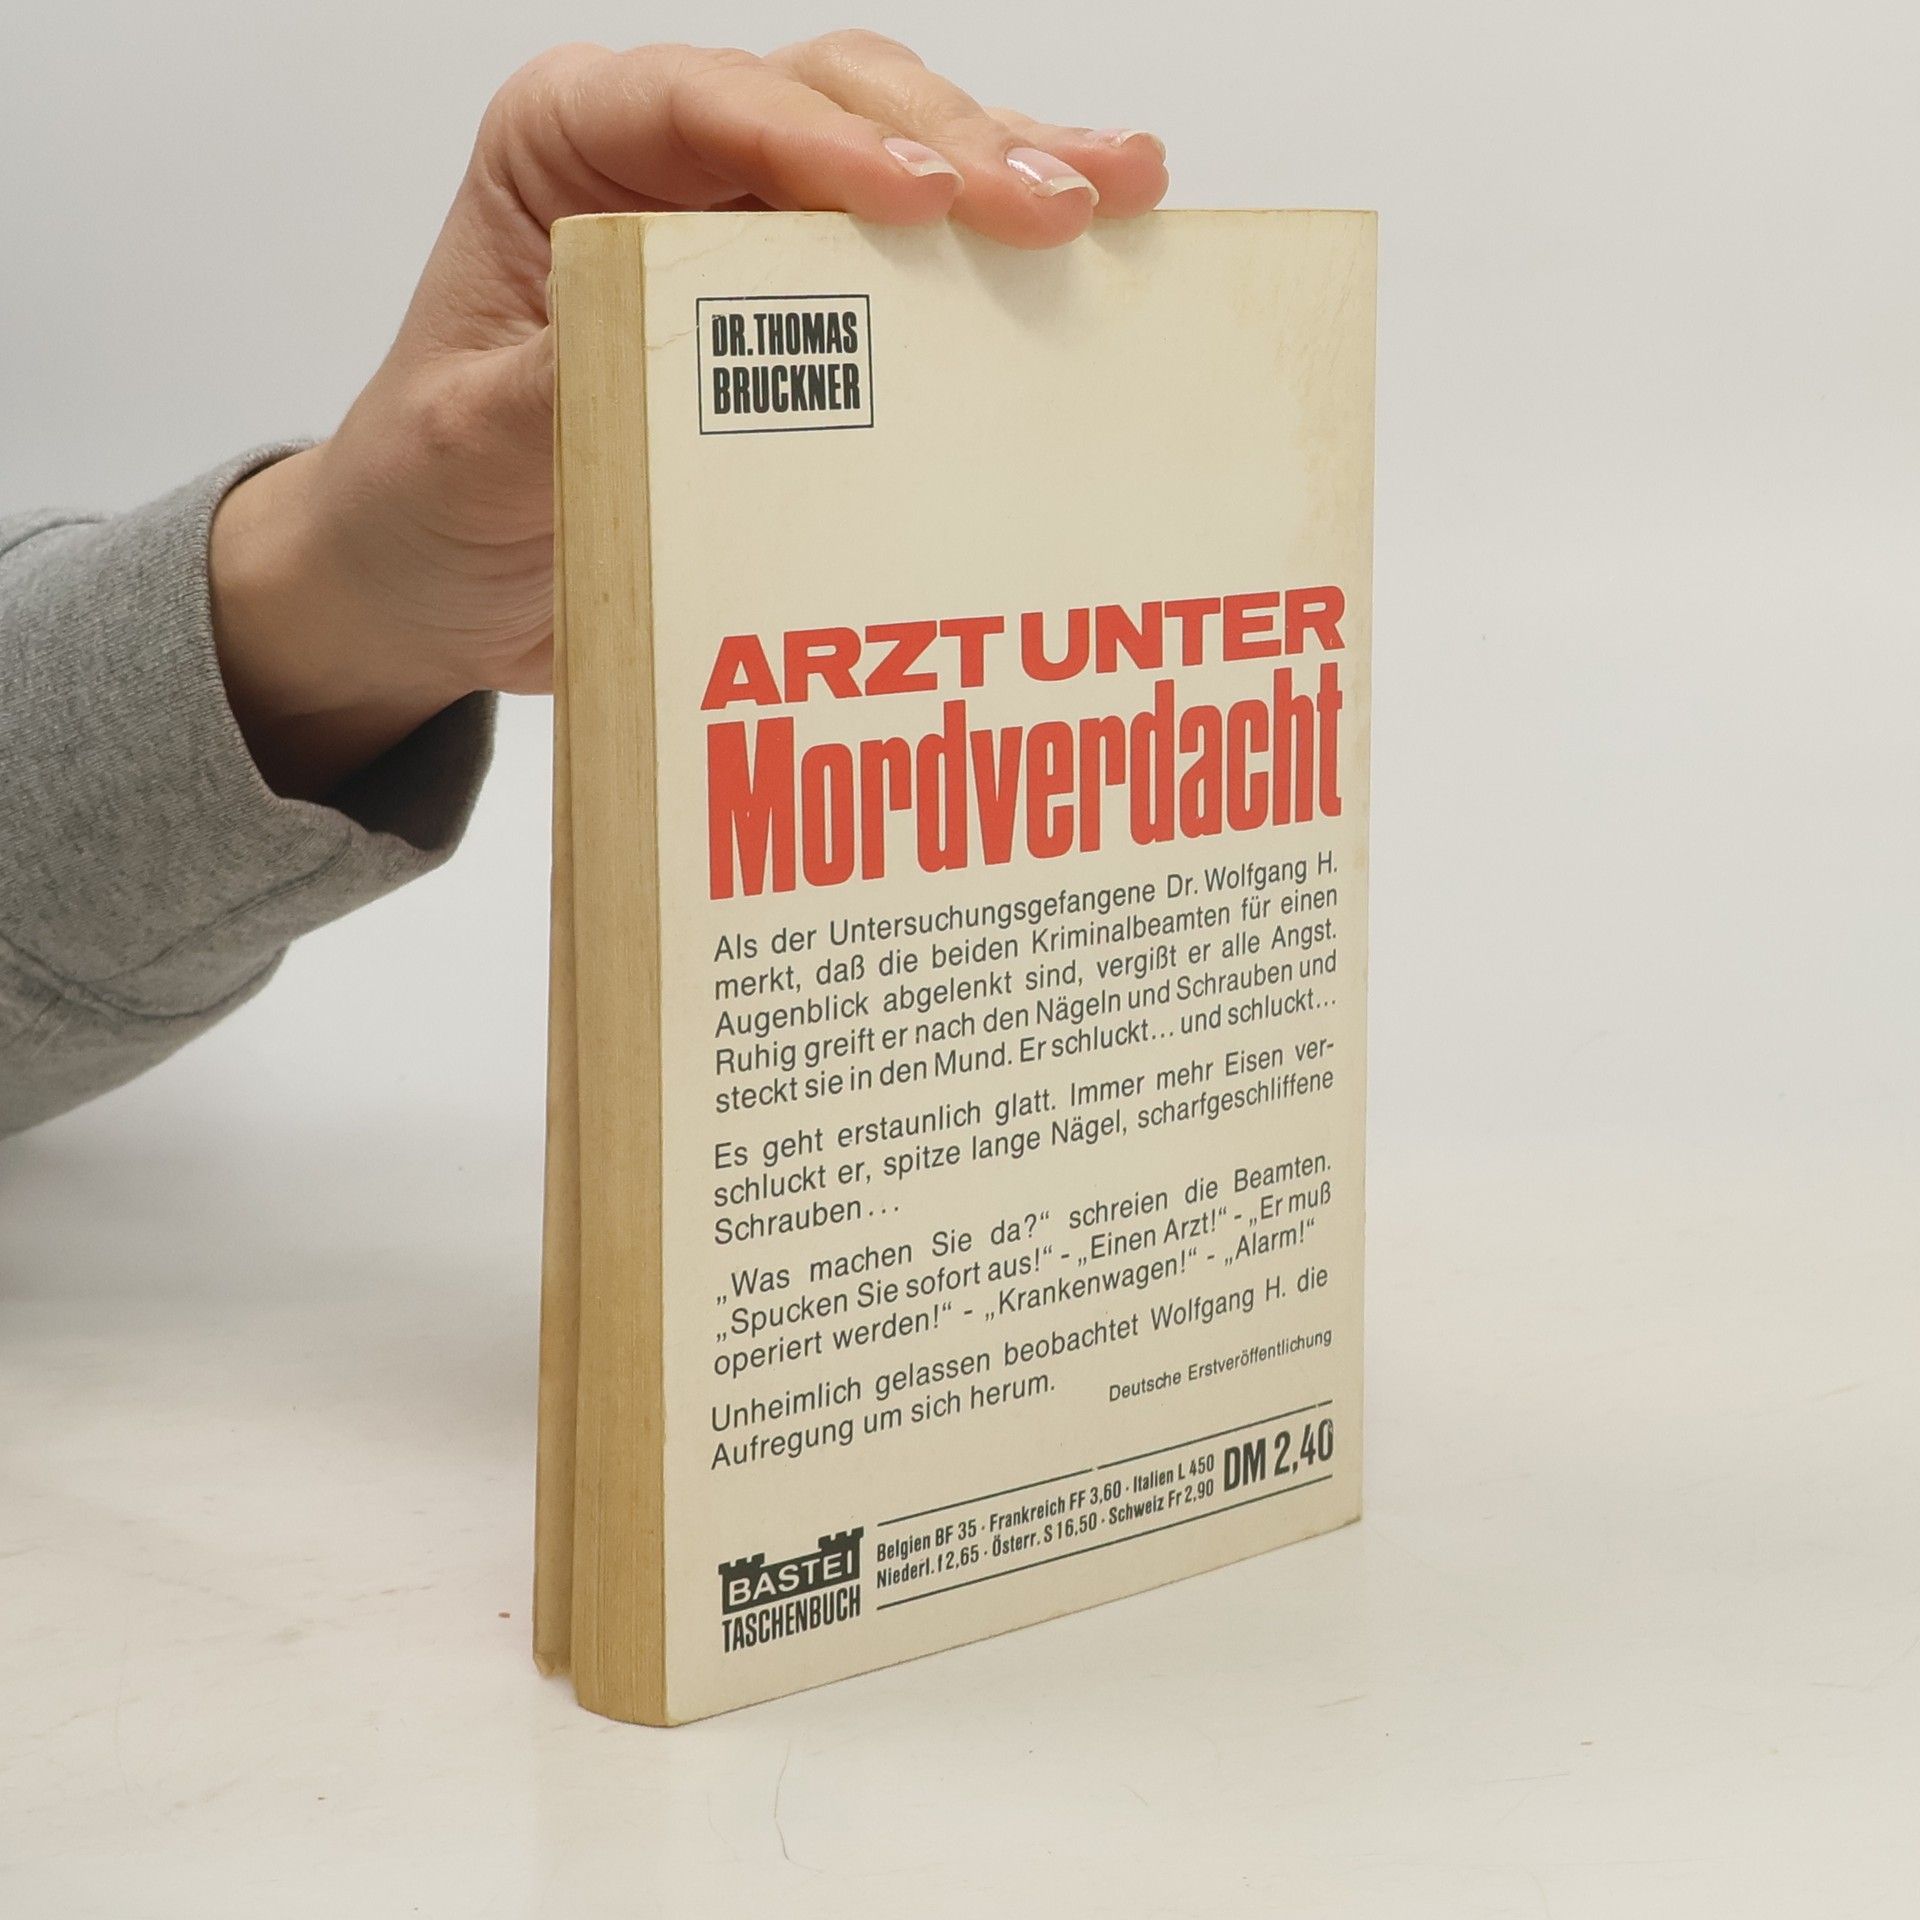 DR. THOMAS
BRUCKNER
ARZT UNTER
Mordverdacht
Als der Untersuchungsgefangene Dr. Wolfgang H.
merkt, daß die beiden Kriminalbeamten für einen
Augenblick abgelenkt sind, vergißt er alle Angst.
Ruhig greift er nach den Nägeln und Schrauben und
steckt sie in den Mund. Er schluckt... und schluckt...
Es geht erstaunlich glatt. Immer mehr Eisen ver-
schluckt er, spitze lange Nägel, scharfgeschliffene
Schrauben...
„Was machen Sie da?“ schreien die Beamten.
„Spucken Sie sofort aus!“ - „Einen Arzt!“ - „Er muß
operiert werden!“ - „Krankenwagen!“ - „Alarm!“
Unheimlich gelassen beobachtet Wolfgang H. die
Aufregung um sich herum.
Deutsche Erstveröffentlichung
BASTEI
TASCHENBUCH
Belgien BF 35 · Frankreich FF 3,60 · Italien L 450
Niederl. f 2,65 · Österr. S 16,50 · Schweiz Fr 2,90
DM 2,40